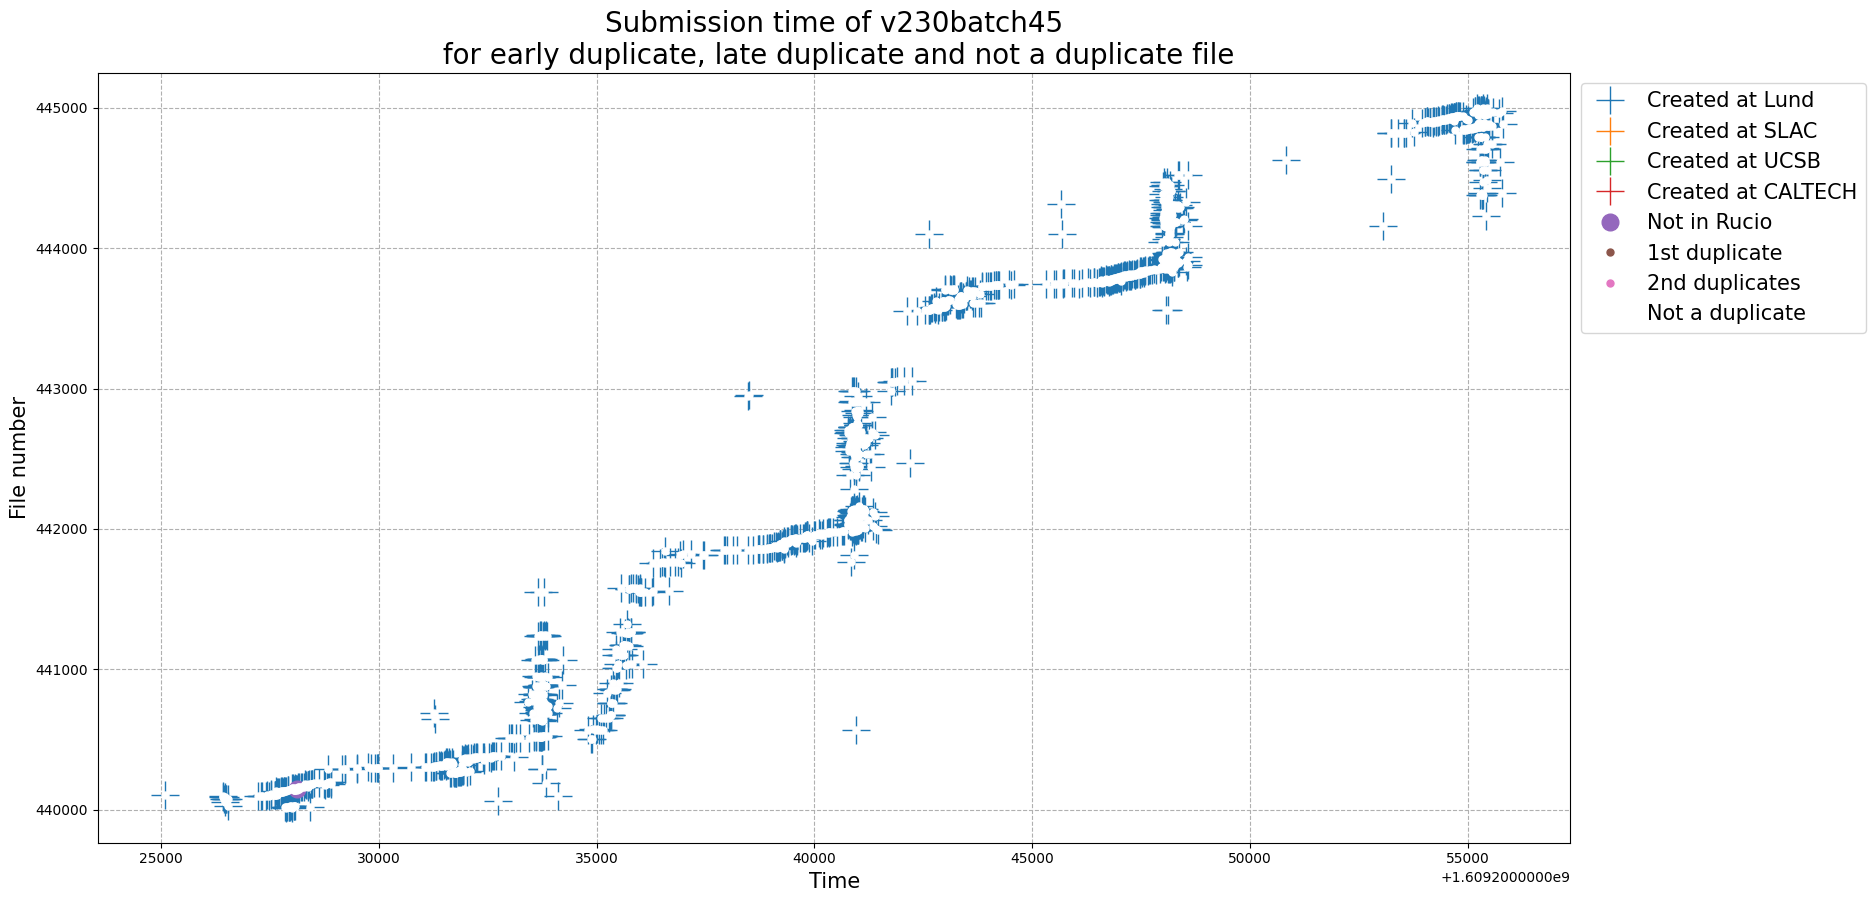 Submission time of v230batch45
for early duplicate, late duplicate and not a duplicate file
File number
445000
444000
443000
442000
441000
440000
25000
30000
35000
40000
45000
50000
55000
+1.6092000000e9
Time
Created at Lund
Created at SLAC
Created at UCSB
Created at CALTECH
Not in Rucio
1st duplicate
2nd duplicates
Not a duplicate